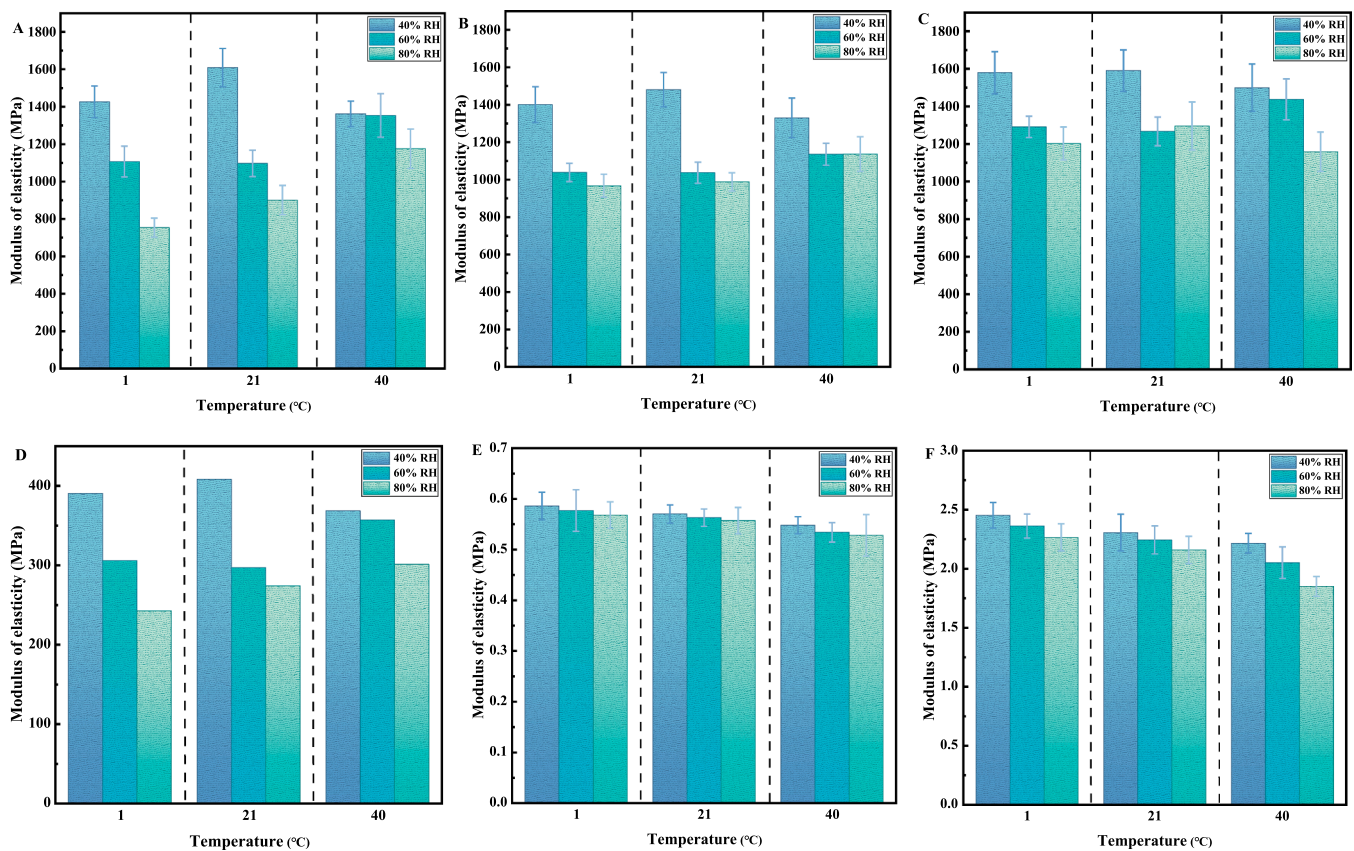 A
40% RH
60% RH
80% RH
Modulus of elasticity (MPa)
1800
1600
1400
1200
1000
800
600
400
200
0
1
21
40
Temperature (°C)
B
40% RH
60% RH
80% RH
Modulus of elasticity (MPa)
1800
1600
1400
1200
1000
800
600
400
200
0
1
21
40
Temperature (°C)
C
40% RH
60% RH
80% RH
Modulus of elasticity (MPa)
1800
1600
1400
1200
1000
800
600
400
200
0
1
21
40
Temperature (°C)
D
40% RH
60% RH
80% RH
Modulus of elasticity (MPa)
400
300
200
100
0
1
21
40
Temperature (°C)
E
40% RH
60% RH
80% RH
Modulus of elasticity (MPa)
0.7
0.6
0.5
0.4
0.3
0.2
0.1
0.0
1
21
40
Temperature (°C)
F
40% RH
60% RH
80% RH
Modulus of elasticity (MPa)
3.0
2.5
2.0
1.5
1.0
0.5
0.0
1
21
40
Temperature (°C)